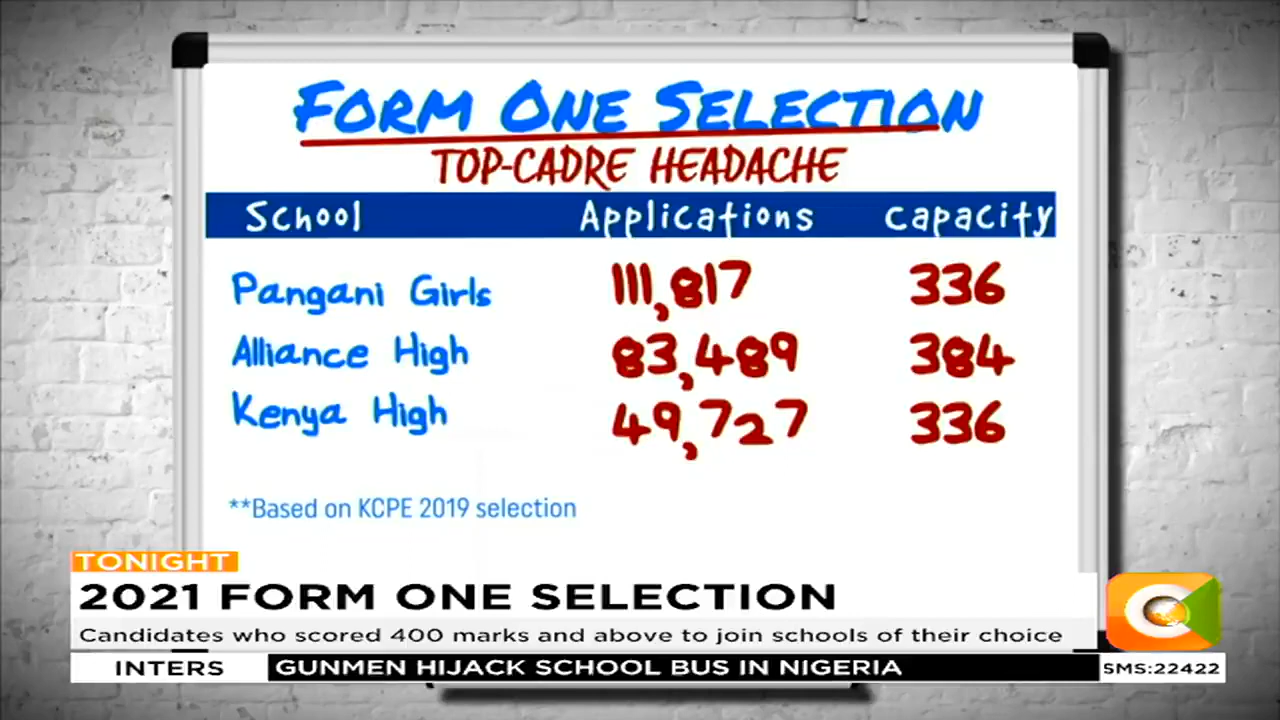 FORM ONE SELECTION
TOP-CADRE HEADACHE
School Applications Capacity
Pangani Girls 111,817 336
Alliance High 83,489 384
Kenya High 49,727 336
**Based on KCPE 2019 selection
TONIGHT
2021 FORM ONE SELECTION
Candidates who scored 400 marks and above to join schools of their choice
INTERS GUNMEN HIJACK SCHOOL BUS IN NIGERIA SMS:22422